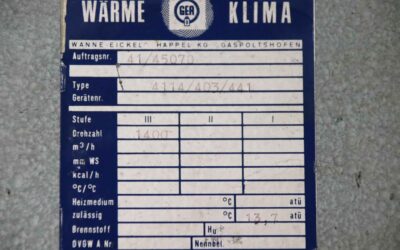 WÄRME GEA KLIMA
WANNE-EICKEL HAPPEL KG GASPOLTSHOFEN
Auftragsnr. 41/45070
Type 4114/403/441
Gerätenr.
Stufe III II I
Drehzahl 1400
m³/h
mm WS
kcal/h
°C/°C
Heizmedium °C atü
zulässig °C 13,7 atü
Brennstoff Hu
DVGW A Nr Nennbel.